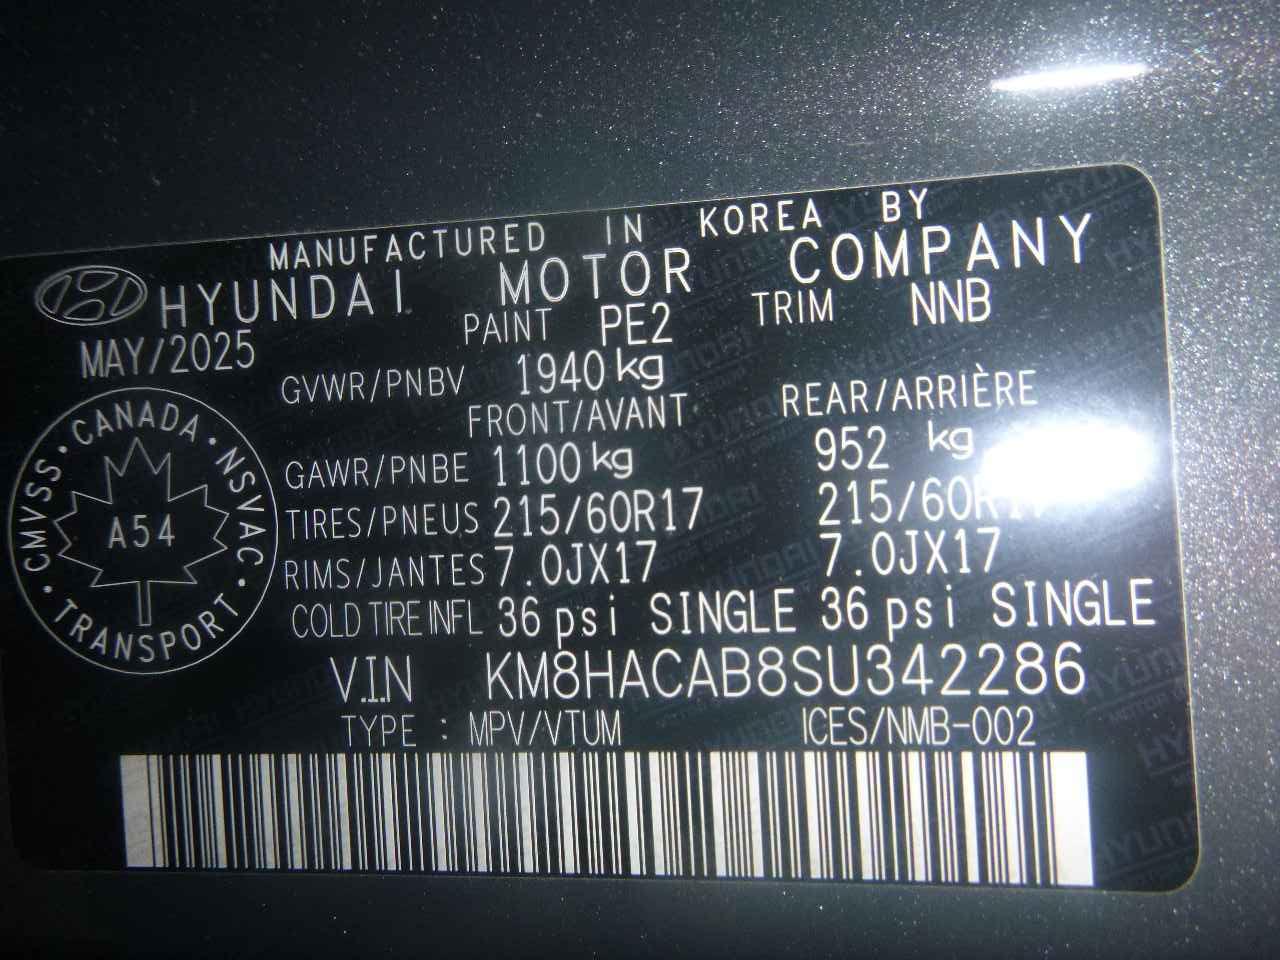 MANUFACTURED IN KOREA BY
HYUNDAI MOTOR COMPANY
MAY/2025 PAINT PE2 TRIM NNB
GVWR/PNBV 1940 kg
FRONT/AVANT REAR/ARRIÈRE
GAWR/PNBE 1100 kg 952 kg
TIRES/PNEUS 215/60R17 215/60R17
RIMS/JANTES 7.0JX17 7.0JX17
COLD TIRE INFL 36 psi SINGLE 36 psi SINGLE
V.I.N KM8HACAB8SU342286
TYPE : MPV/VTUM ICES/NMB-002
CMVSS · CANADA · NSVAC · TRANSPORT ·
A54